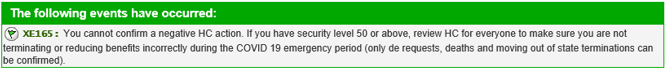 The following events have occurred:
XE165: You cannot confirm a negative HC action. If you have security level 50 or above, review HC for everyone to make sure you are not
terminating or reducing benefits incorrectly during the COVID 19 emergency period (only de requests, deaths and moving out of state terminations can
be confirmed).